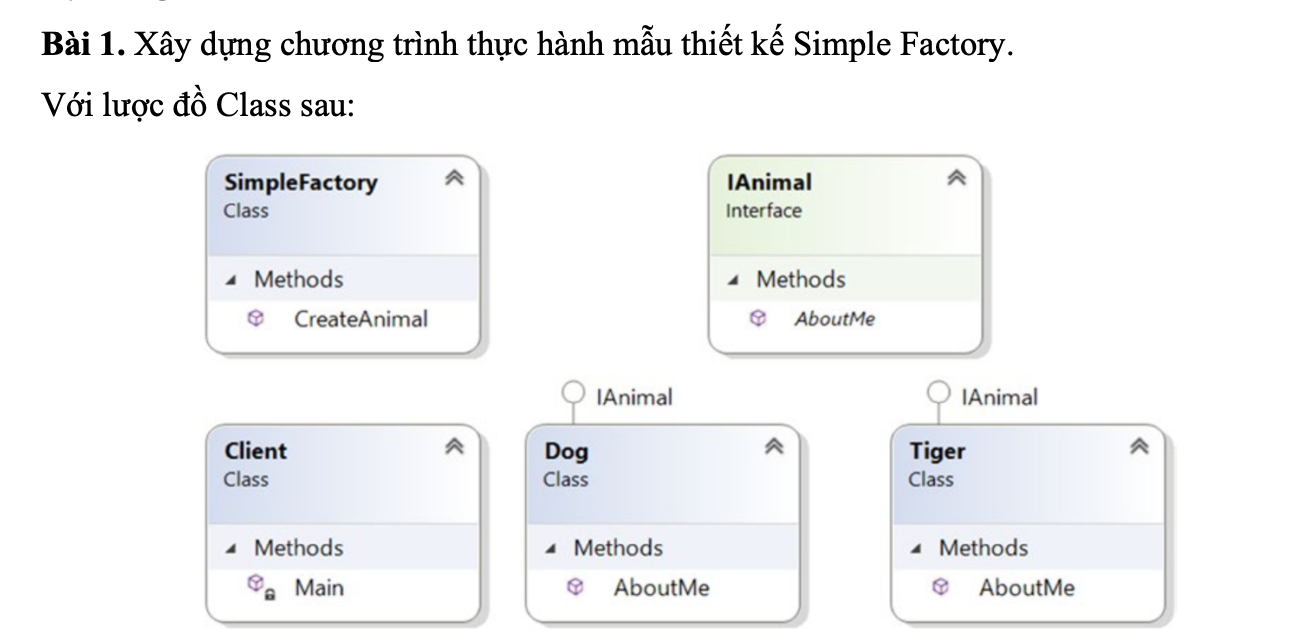 Bài 1. Xây dựng chương trình thực hành mẫu thiết kế Simple Factory.
Với lược đồ Class sau:
SimpleFactory
Class
Methods
CreateAnimal
IAnimal
Interface
Methods
AboutMe
Client
Class
Methods
Main
IAnimal
Dog
Class
Methods
AboutMe
IAnimal
Tiger
Class
Methods
AboutMe